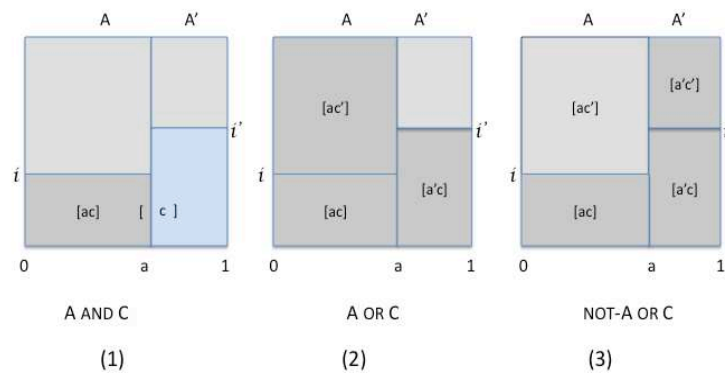 A A’ A A’ A A’
[ac’] [ac’] [a’c’]
i’ i’ i
i i i
[ac] [ c ] [ac] [a’c] [ac] [a’c]
0 a 1 0 a 1 0 a 1
A AND C A OR C NOT-A OR C
(1) (2) (3)